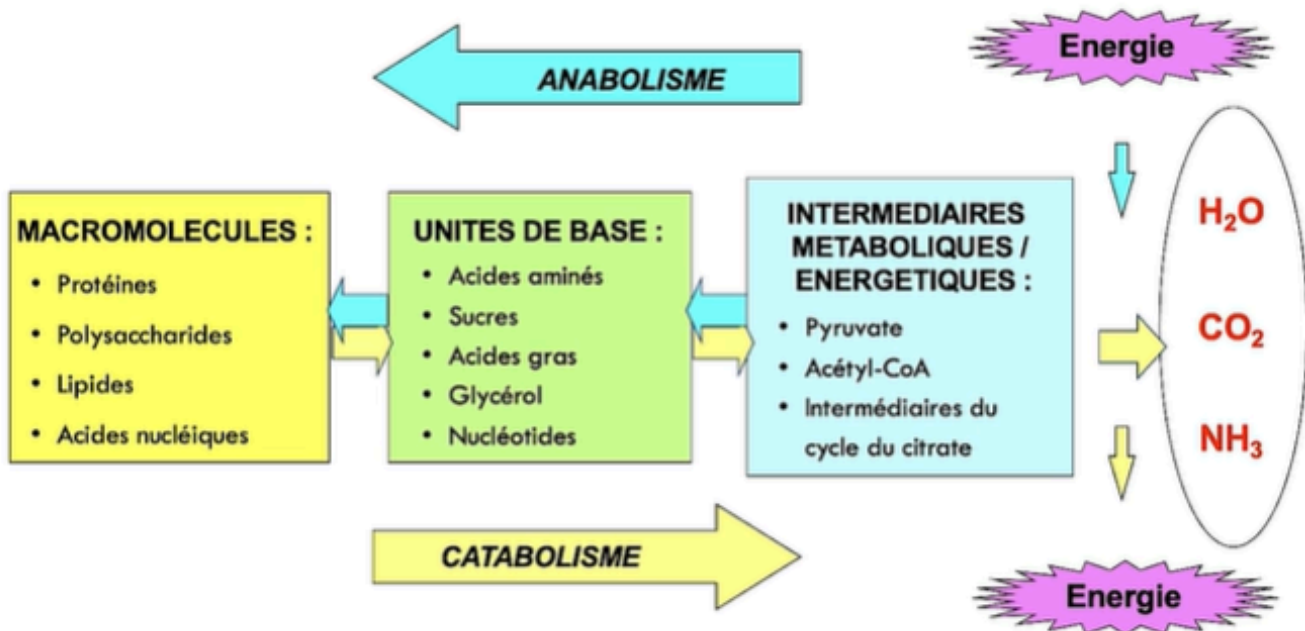 Energie
ANABOLISME
MACROMOLECULES :
• Protéines
• Polysaccharides
• Lipides
• Acides nucléiques
UNITES DE BASE :
• Acides aminés
• Sucres
• Acides gras
• Glycérol
• Nucléotides
INTERMEDIAIRES
METABOLIQUES /
ENERGETIQUES :
• Pyruvate
• Acétyl-CoA
• Intermédiaires du
cycle du citrate
H₂O
CO₂
NH₃
CATABOLISME
Energie